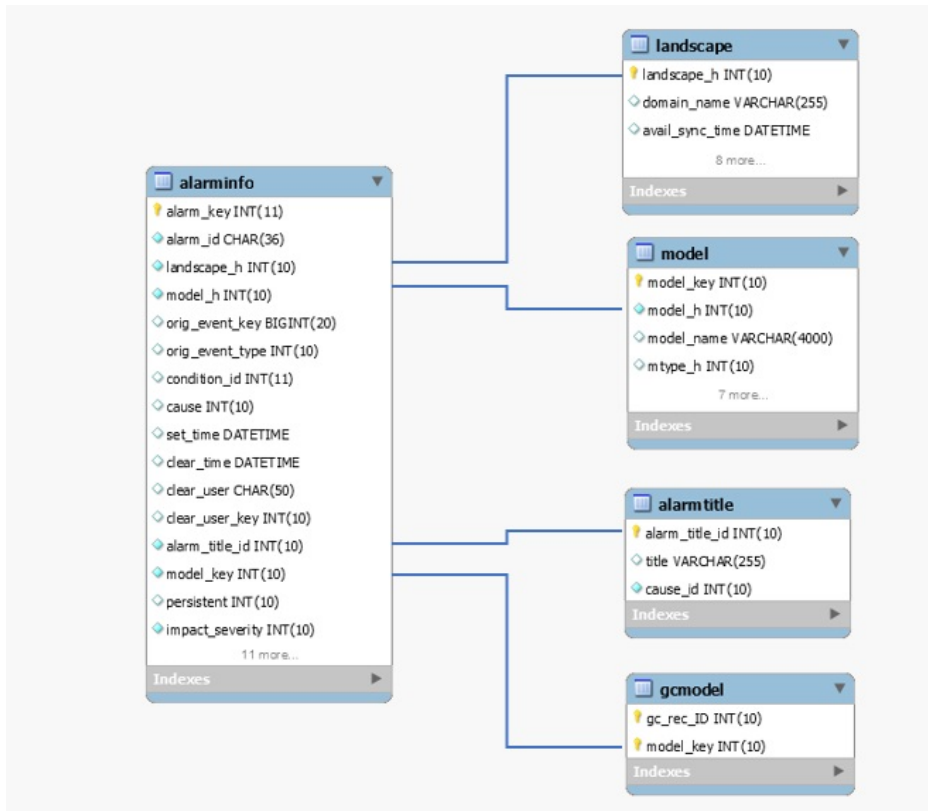 alarminfo
alarm_key INT(11)
alarm_id CHAR(36)
landscape_h INT(10)
model_h INT(10)
orig_event_key BIGINT(20)
orig_event_type INT(10)
condition_id INT(11)
cause INT(10)
set_time DATETIME
clear_time DATETIME
clear_user CHAR(50)
clear_user_key INT(10)
alarm_title_id INT(10)
model_key INT(10)
persistent INT(10)
impact_severity INT(10)
11 more...
Indexes
landscape
landscape_h INT(10)
domain_name VARCHAR(255)
avail_sync_time DATETIME
8 more...
Indexes
model
model_key INT(10)
model_h INT(10)
model_name VARCHAR(4000)
mtype_h INT(10)
7 more...
Indexes
alarmtitle
alarm_title_id INT(10)
title VARCHAR(255)
cause_id INT(10)
Indexes
gcmodel
gc_rec_ID INT(10)
model_key INT(10)
Indexes